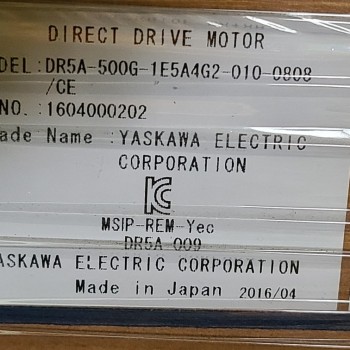 DIRECT DRIVE MOTOR
DEL:DR5A-500G-1E5A4G2-010-0808
/CE
NO.:1604000202
ade Name :YASKAWA ELECTRIC
CORPORATION
MSIP-REM-Yec
DR5A 009
ASKAWA ELECTRIC CORPORATION
Made in Japan 2016/04